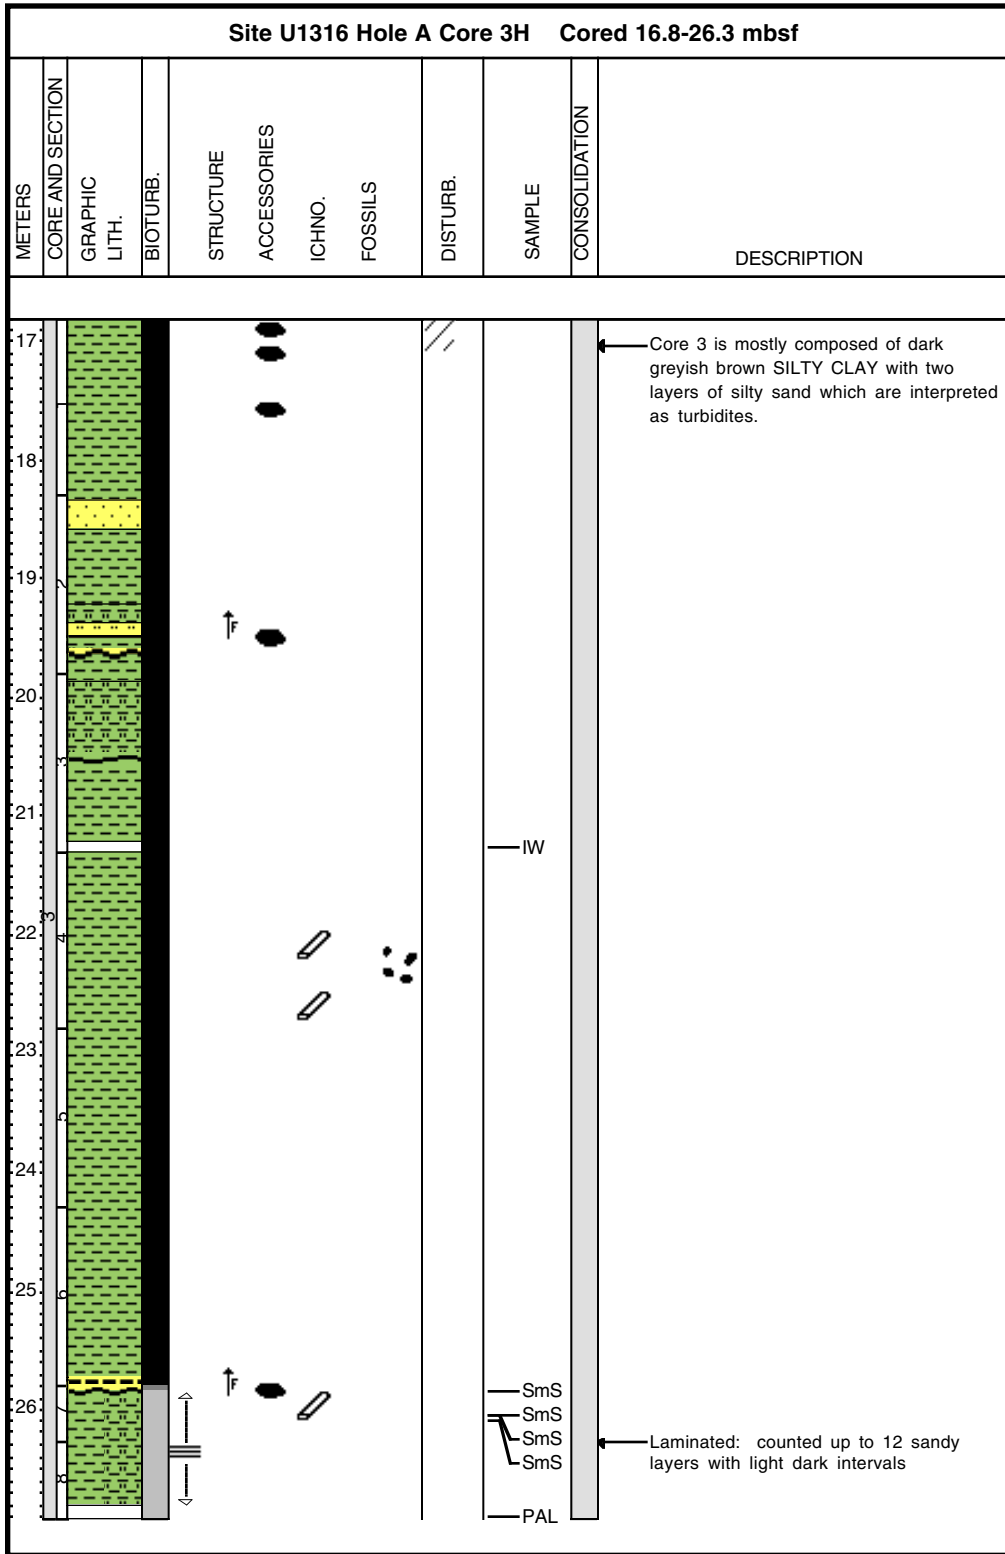 Site U1316 Hole A Core 3H Cored 16.8-26.3 mbsf
METERS
CORE AND SECTION
GRAPHIC
LITH.
BIOTURB.
STRUCTURE
ACCESSORIES
ICHNO.
FOSSILS
DISTURB.
SAMPLE
CONSOLIDATION
DESCRIPTION
17
Core 3 is mostly composed of dark
greyish brown SILTY CLAY with two
layers of silty sand which are interpreted
as turbidites.
1
18
19
2
F
20
3
21
IW
3
22
4
23
5
24
25
6
F
SmS
26
7
SmS
SmS
Laminated: counted up to 12 sandy
layers with light dark intervals
SmS
8
PAL